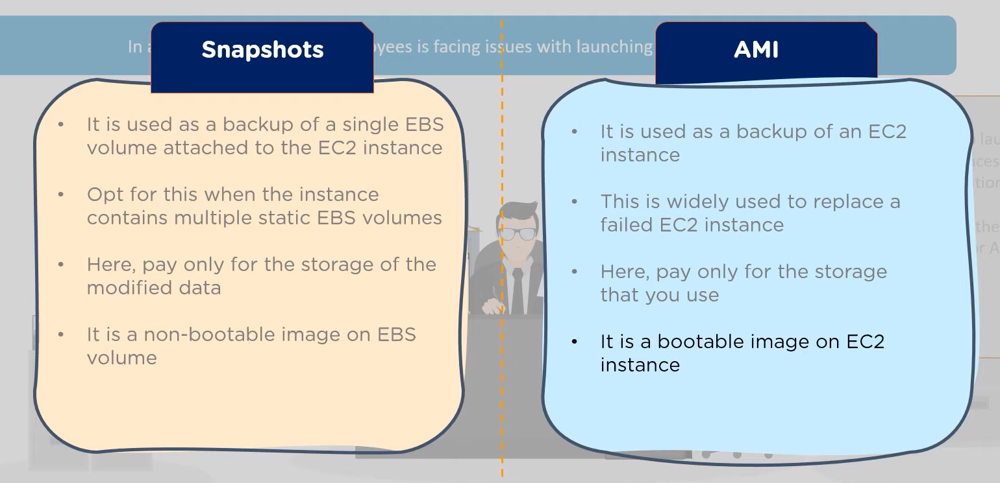 In a
yees is facing issues with launching
Snapshots
• It is used as a backup of a single EBS
volume attached to the EC2 instance
• Opt for this when the instance
contains multiple static EBS volumes
• Here, pay only for the storage of the
modified data
• It is a non-bootable image on EBS
volume
AMI
• It is used as a backup of an EC2
instance
• This is widely used to replace a
failed EC2 instance
• Here, pay only for the storage
that you use
• It is a bootable image on EC2
instance